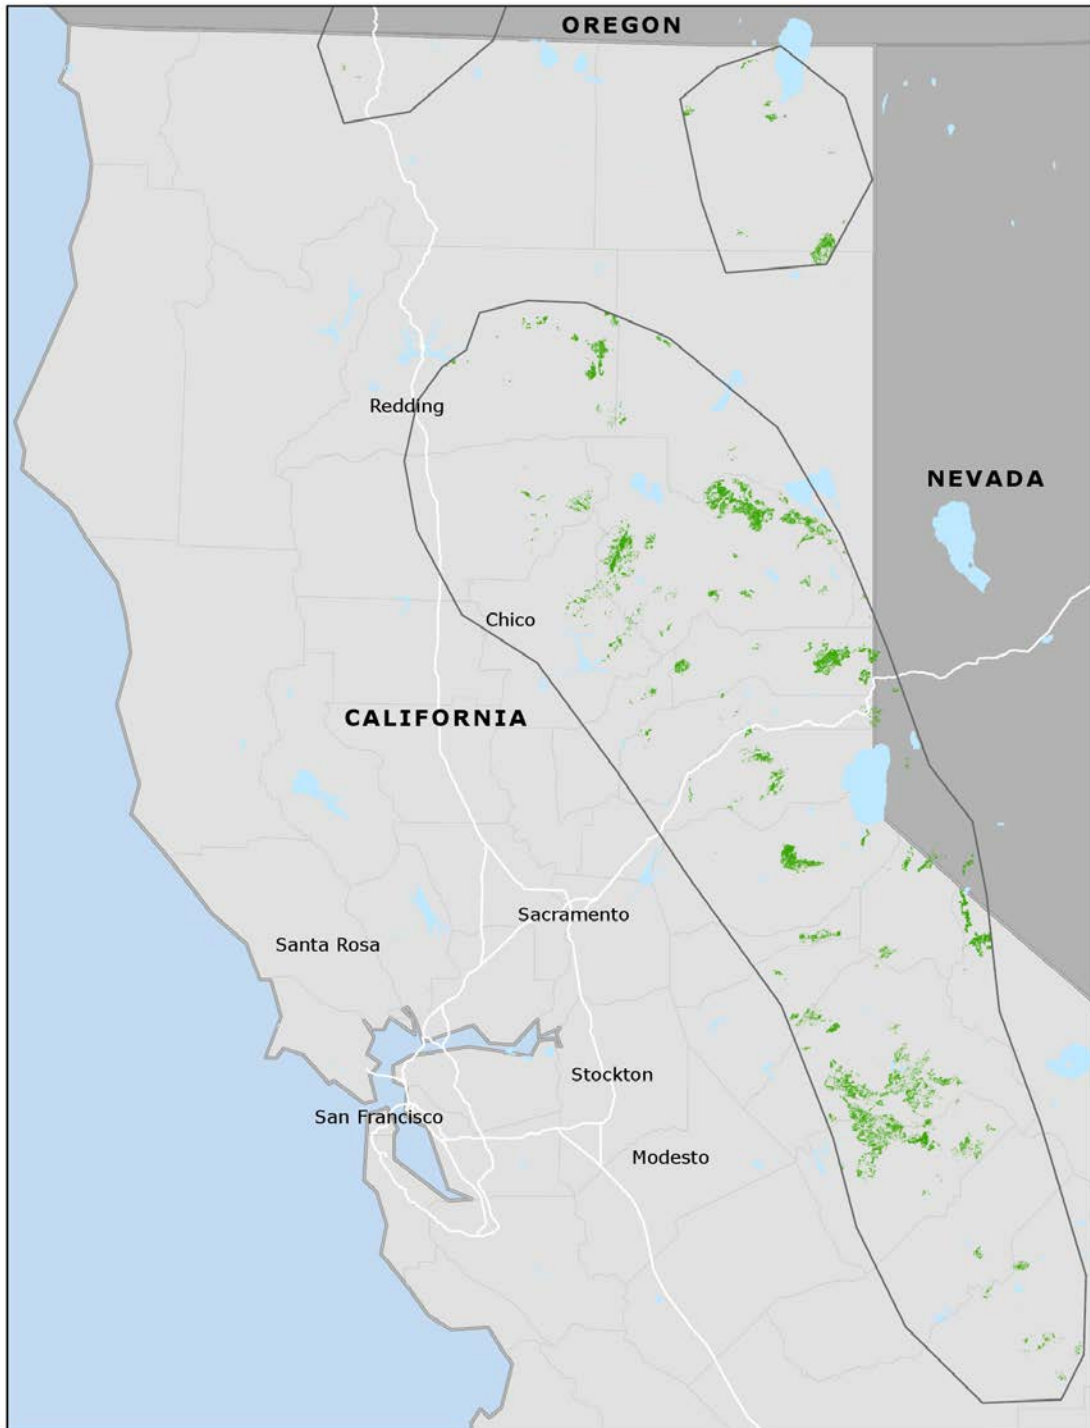 OREGON
Redding
NEVADA
Chico
CALIFORNIA
Sacramento
Santa Rosa
Stockton
San Francisco
Modesto